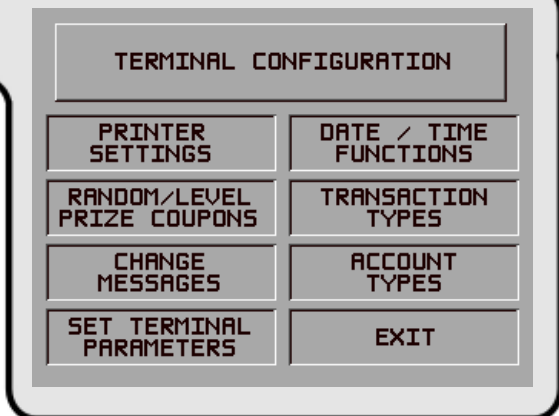 TERMINAL CONFIGURATION
PRINTER
SETTINGS
DATE / TIME
FUNCTIONS
RANDOM/LEVEL
PRIZE COUPONS
TRANSACTION
TYPES
CHANGE
MESSAGES
ACCOUNT
TYPES
SET TERMINAL
PARAMETERS
EXIT